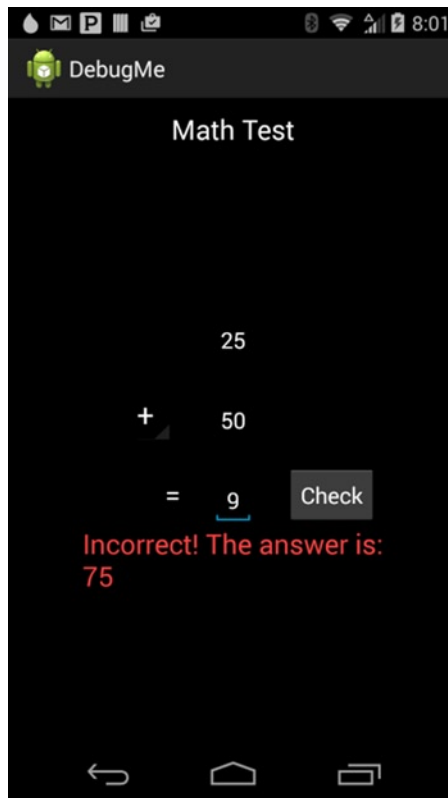 8:01
DebugMe
Math Test
25
+ 50
= 9 Check
Incorrect! The answer is:
75